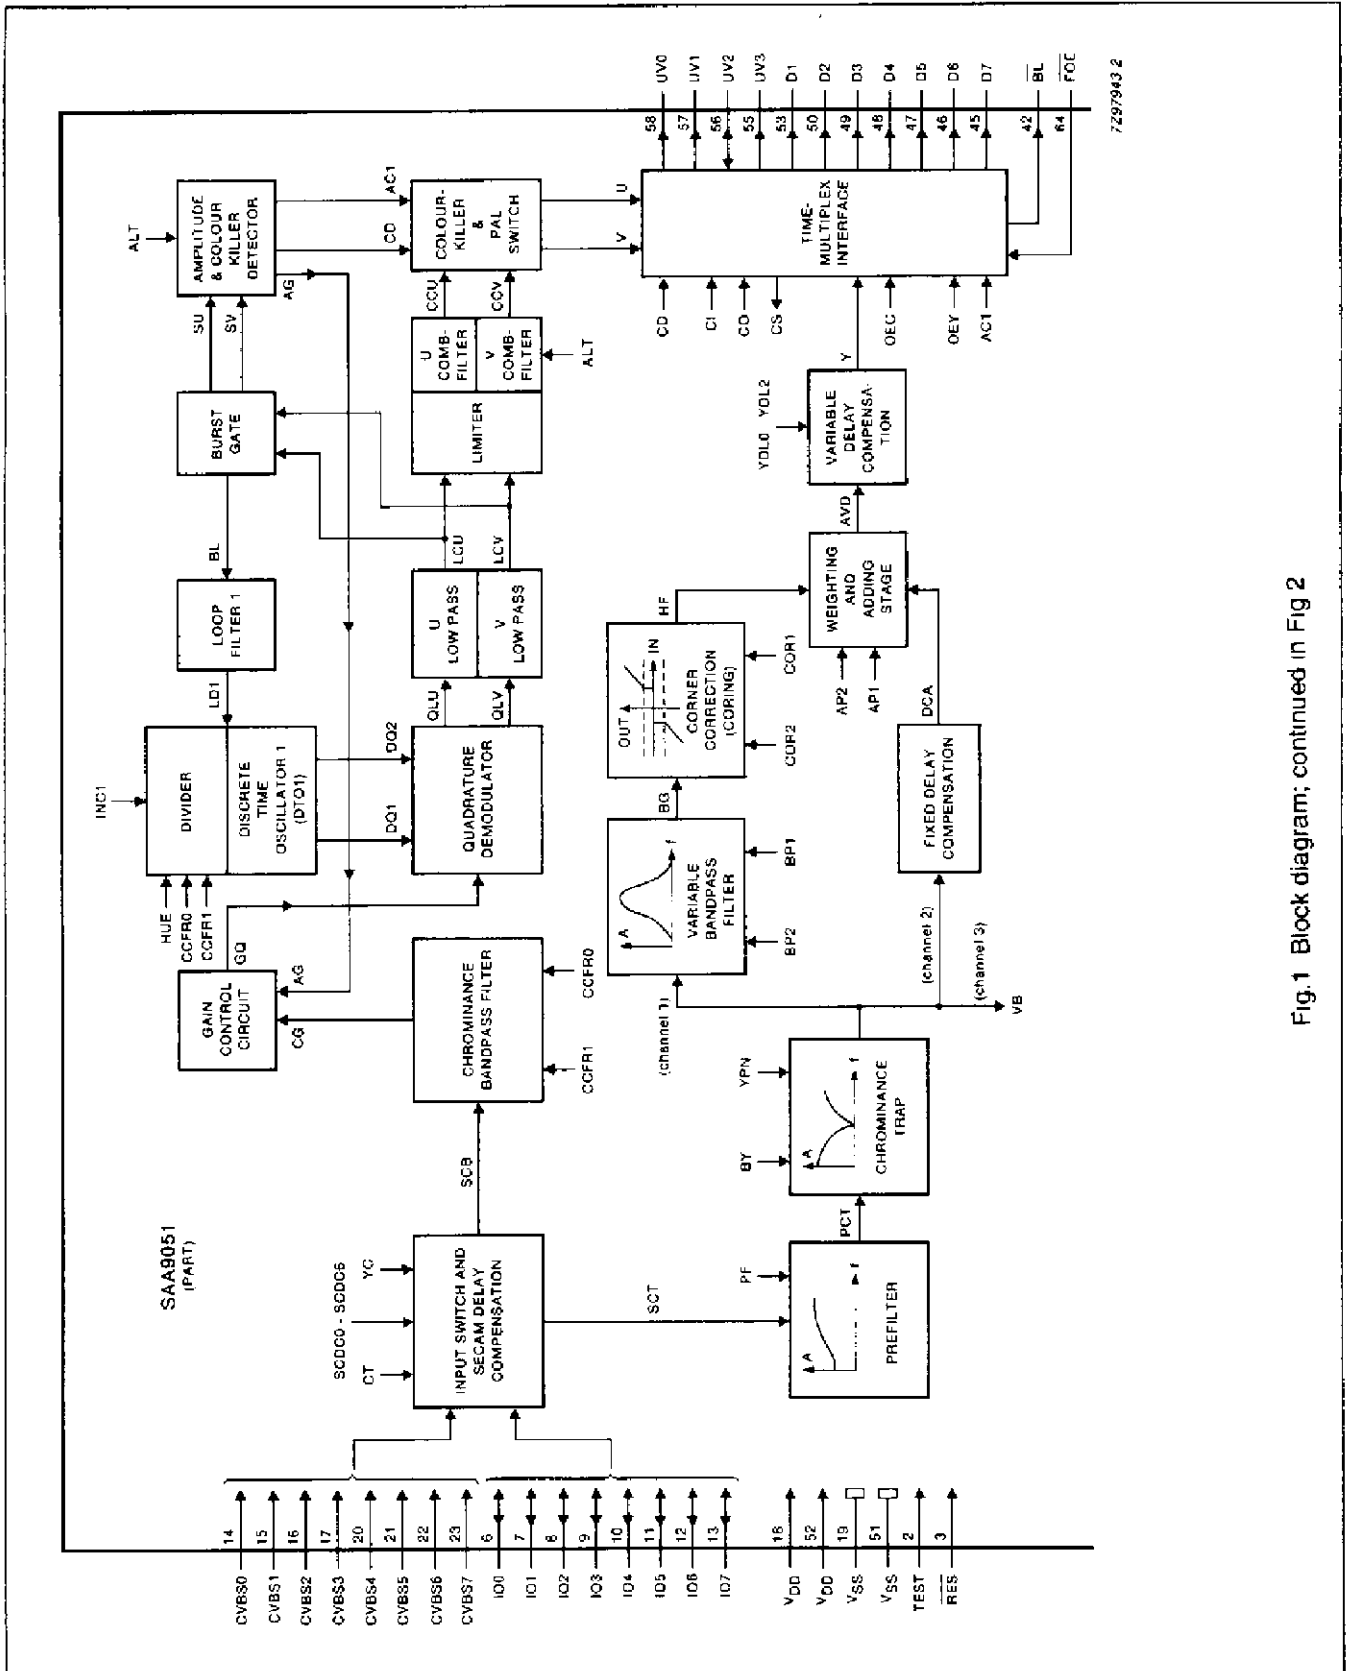 SAA9051
(PART)
CVBS0
14
CVBS1
15
CVBS2
16
CVBS3
17
CVBS4
20
CVBS5
21
CVBS6
22
CVBS7
23
IO0
6
IO1
7
IO2
8
IO3
9
IO4
10
IO5
11
IO6
12
IO7
13
VDD
18
VDD
52
VSS
19
VSS
51
TEST
2
RES
3
CT
SCDC0 - SCDC6
YC
INPUT SWITCH AND
SECAM DELAY
COMPENSATION
SCB
SCT
CHROMINANCE
BANDPASS FILTER
CCFR1
CCFR0
CG
AG
GAIN
CONTROL
CIRCUIT
GQ
HUE
CCFR0
CCFR1
INC1
DIVIDER
DISCRETE
TIME
OSCILLATOR 1
(DTO1)
DQ1
DQ2
QUADRATURE
DEMODULATOR
LD1
LOOP
FILTER 1
BL
BURST
GATE
SU
SV
ALT
AMPLITUDE
& COLOUR
KILLER
DETECTOR
AG
CD
AC1
QLU
QLV
U
LOW PASS
V
LOW PASS
LCU
LCV
LIMITER
U
COMB-
FILTER
V
COMB-
FILTER
ALT
CCU
CCV
COLOUR-
KILLER
&
PAL
SWITCH
V
U
PREFILTER
A
f
PF
PCT
CHROMINANCE
TRAP
A
f
BY
YPN
(channel 1)
(channel 2)
(channel 3)
VB
VARIABLE
BANDPASS
FILTER
A
f
BP2
BP1
BG
OUT
IN
CORNER
CORRECTION
(CORING)
COR2
COR1
HF
FIXED DELAY
COMPENSATION
DCA
AP2
AP1
WEIGHTING
AND
ADDING
STAGE
AVD
YDL0 YDL2
VARIABLE
DELAY
COMPENSA-
TION
Y
CD
CI
CO
CS
OEC
OEY
AC1
TIME-
MULTIPLEX
INTERFACE
58
UV0
57
UV1
56
UV2
55
UV3
53
D1
50
D2
49
D3
48
D4
47
D5
46
D6
45
D7
42
BL
64
FOE
7Z97943 2
Fig.1 Block diagram; continued in Fig 2